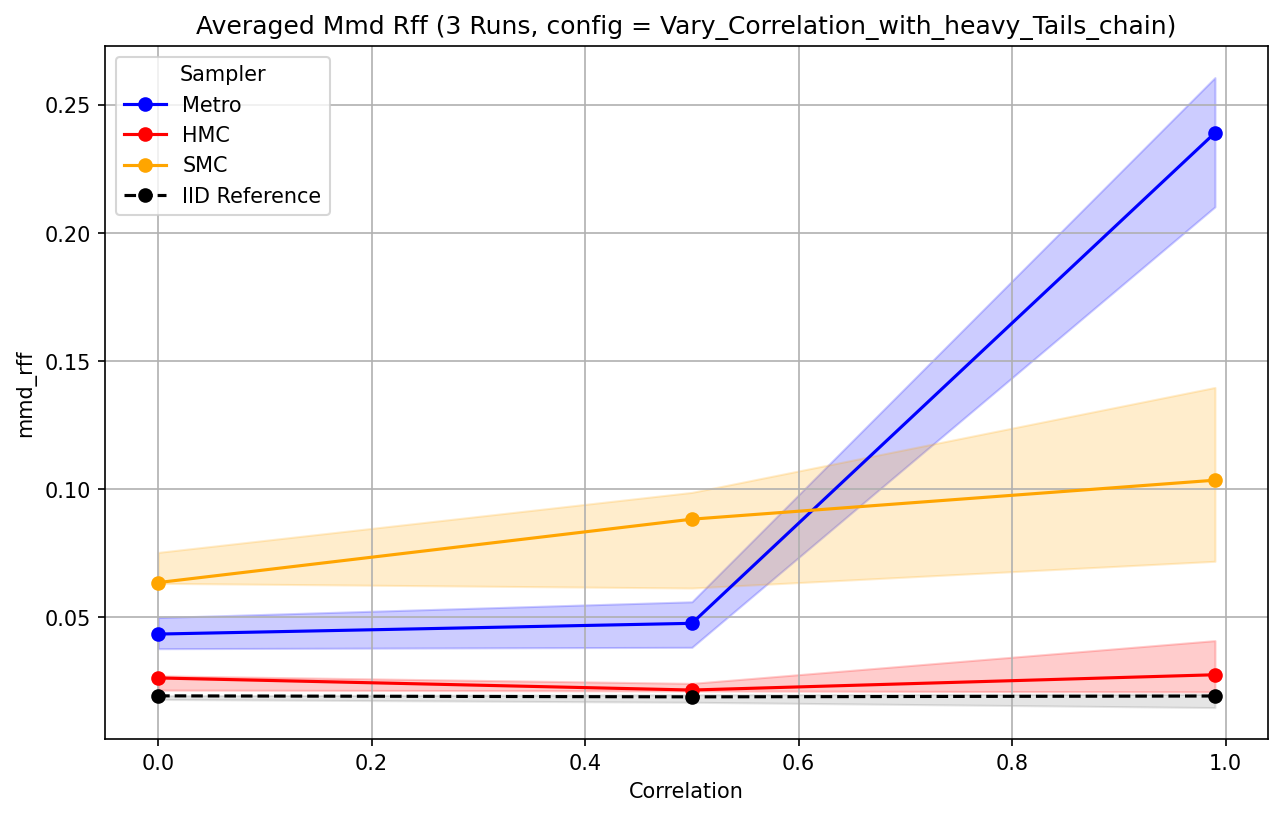 Averaged Mmd Rff (3 Runs, config = Vary_Correlation_with_heavy_Tails_chain)
Sampler
Metro
HMC
SMC
IID Reference
mmd_rff
0.25
0.20
0.15
0.10
0.05
0.0 0.2 0.4 0.6 0.8 1.0
Correlation